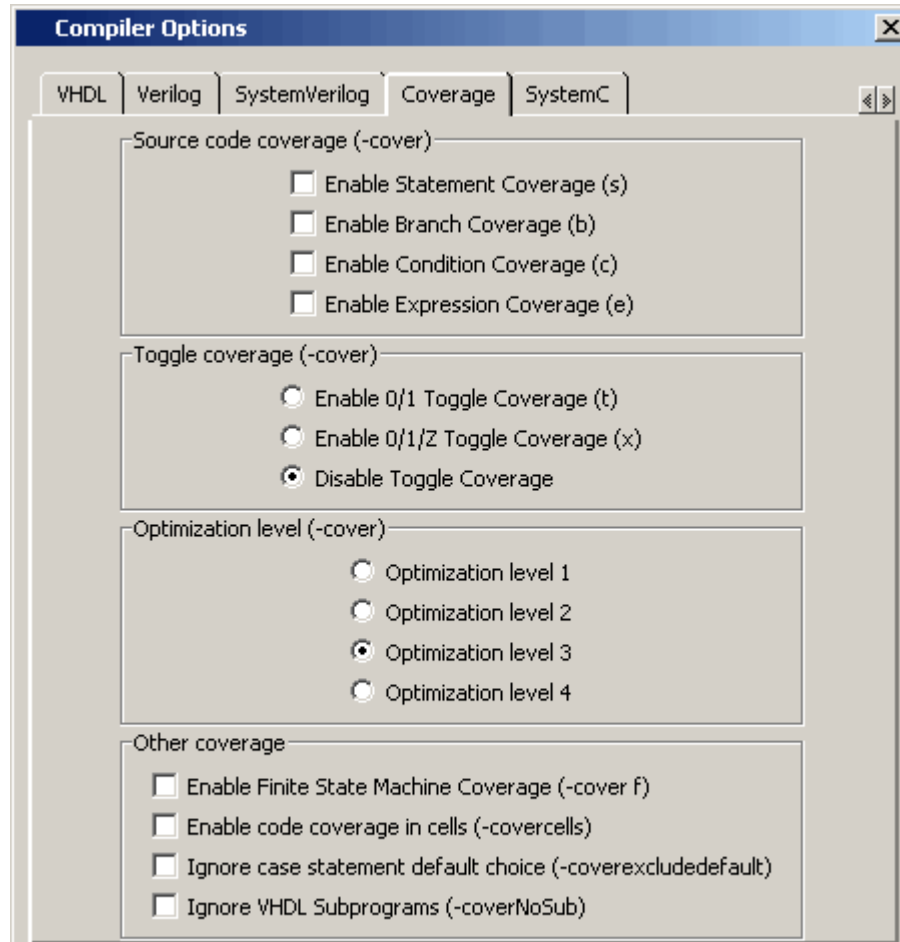 Compiler Options
VHDL Verilog SystemVerilog Coverage SystemC
Source code coverage (-cover)
Enable Statement Coverage (s)
Enable Branch Coverage (b)
Enable Condition Coverage (c)
Enable Expression Coverage (e)
Toggle coverage (-cover)
Enable 0/1 Toggle Coverage (t)
Enable 0/1/Z Toggle Coverage (x)
Disable Toggle Coverage
Optimization level (-cover)
Optimization level 1
Optimization level 2
Optimization level 3
Optimization level 4
Other coverage
Enable Finite State Machine Coverage (-cover f)
Enable code coverage in cells (-covercells)
Ignore case statement default choice (-coverexcludedefault)
Ignore VHDL Subprograms (-coverNoSub)